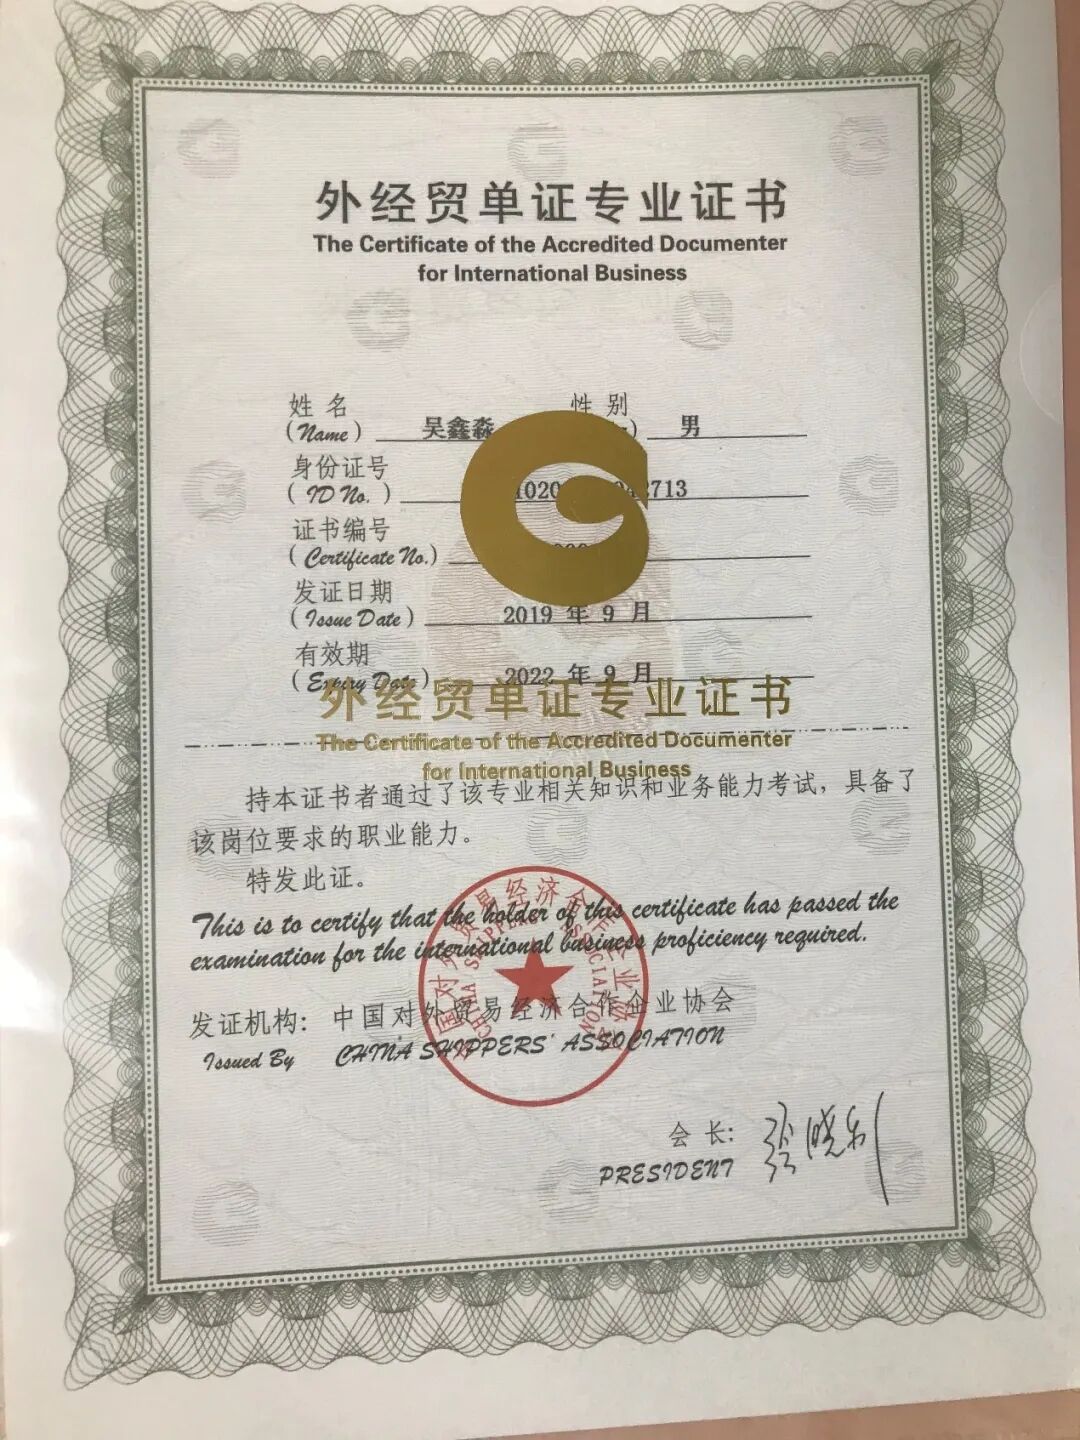 外经贸单证专业证书
The Certificate of the Accredited Documenter
for International Business
姓 名 性 别
(Name) 吴鑫淼 男
身份证号
(ID No.) 713
证书编号
(Certificate No.)
发证日期
(Issue Date) 2019 年 9 月
有效期
(Expiry Date) 2022 年 9 月
外经贸单证专业证书
The Certificate of the Accredited Documenter
for International Business
持本证书者通过了该专业相关知识和业务能力考试，具备了
该岗位要求的职业能力。
特发此证。
This is to certify that the holder of this certificate has passed the
examination for the international business proficiency required.
发证机构： 中国对外贸易经济合作企业协会
Issued By CHINA SHIPPERS' ASSOCIATION
会 长：
PRESIDENT